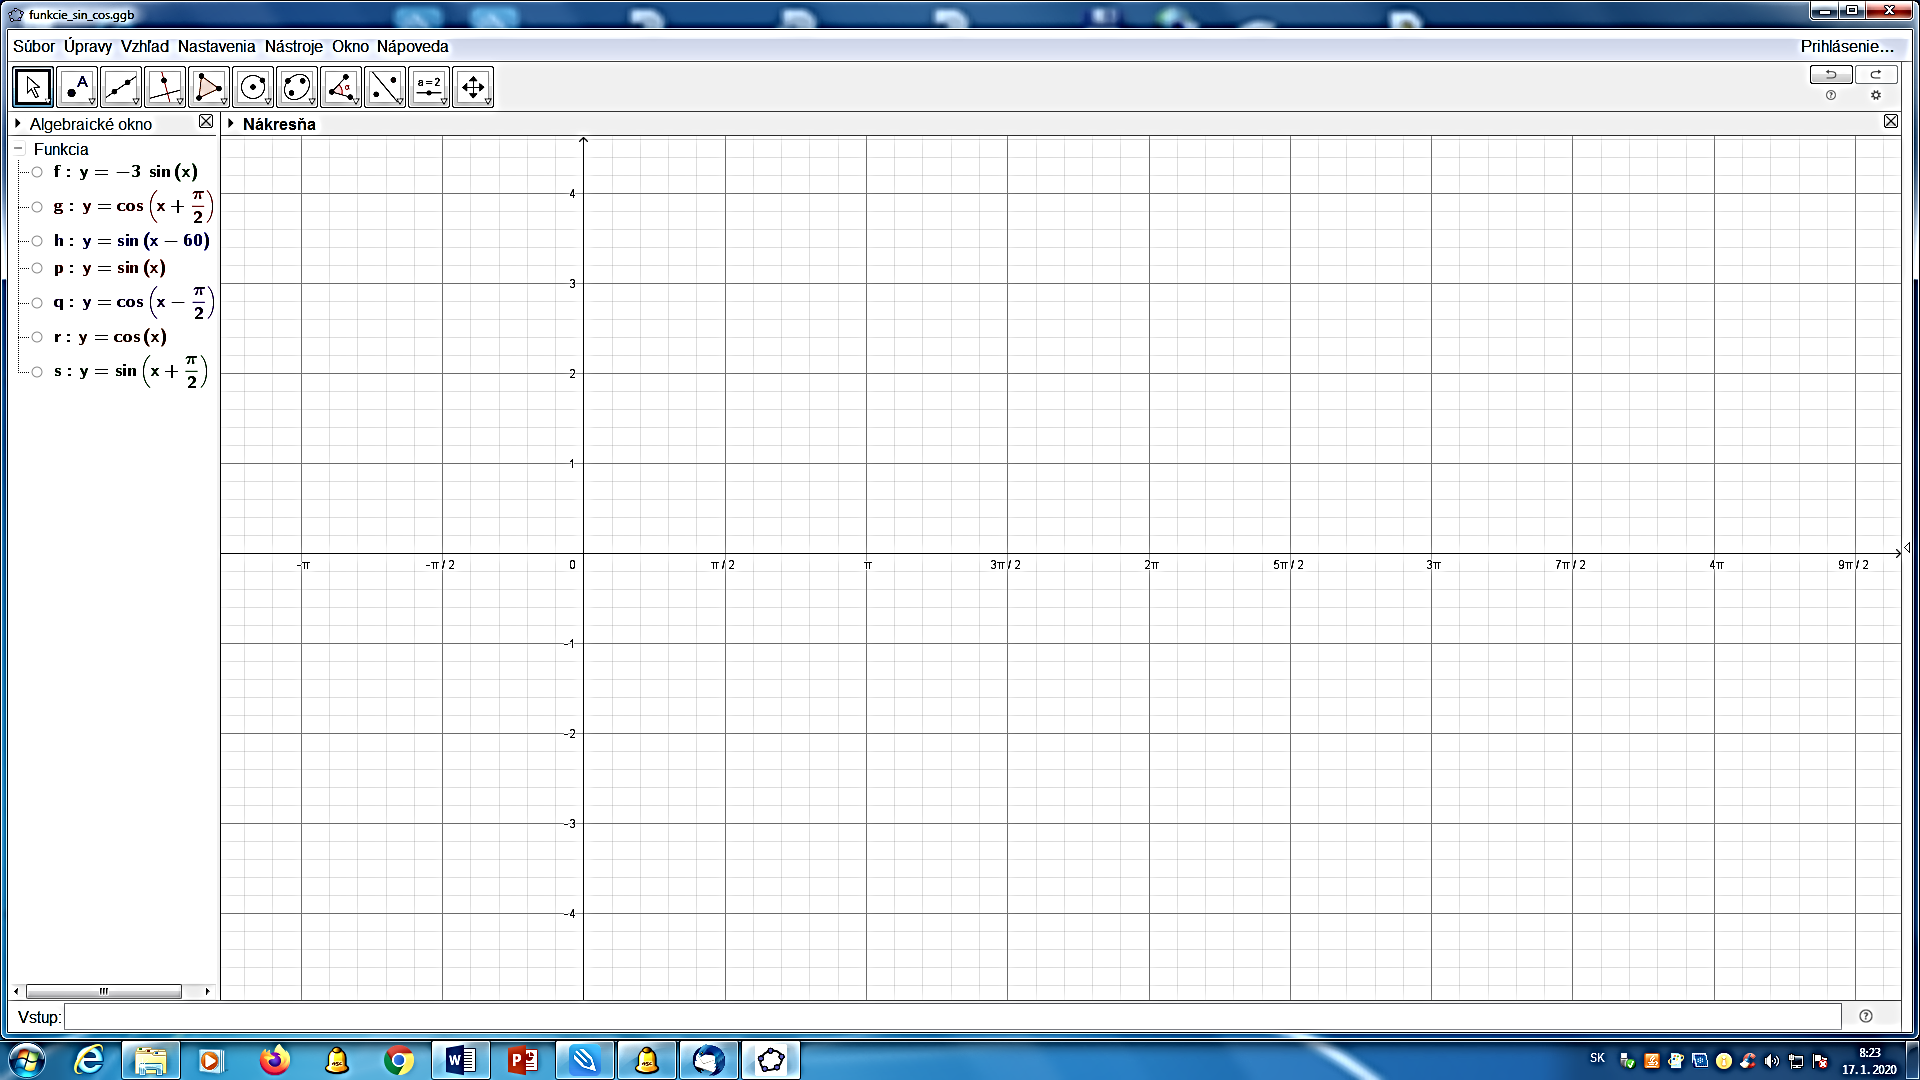 funkcie_sin_cos.ggb
Súbor Úpravy Vzhľad Nastavenia Nástroje Okno Nápoveda
Prihlásenie...
A
α
a=2
Algebraické okno
Nákresňa
Funkcia
f : y = −3 sin (x)
g : y = cos (x + π/2)
h : y = sin (x − 60)
p : y = sin (x)
q : y = cos (x − π/2)
r : y = cos (x)
s : y = sin (x + π/2)
4
3
2
1
-π -π / 2 0 π / 2 π 3π / 2 2π 5π / 2 3π 7π / 2 4π 9π / 2
-1
-2
-3
-4
Vstup:
SK
8:23
17. 1. 2020